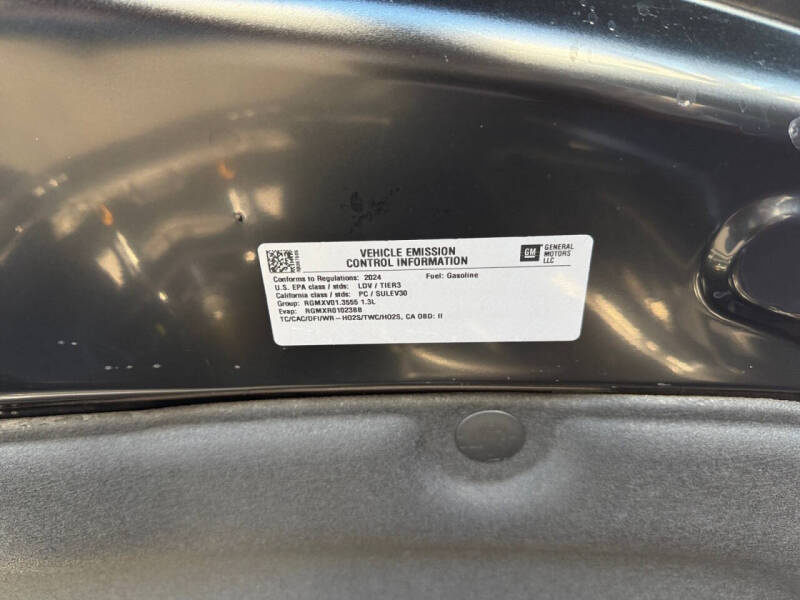 VEHICLE EMISSION
CONTROL INFORMATION
GM
GENERAL
MOTORS
LLC
Conforms to Regulations: 2024 Fuel: Gasoline
U.S. EPA class / stds: LDV / TIER3
California class / stds: PC / SULEV30
Group: RGMXV01.3555 1.3L
Evap: RGMXR0102388
TC/CAC/DFI/WR -- HO2S/TWC/HO2S, CA OBD: II